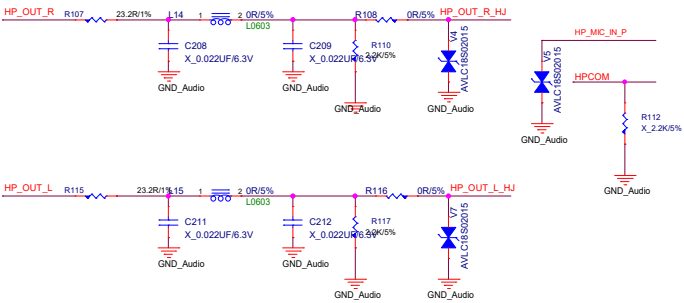 HP_OUT_R
R107
23.2R/1%
L14
1
2
0R/5%
L0603
R108
0R/5%
HP_OUT_R_HJ
C208
X_0.022UF/6.3V
GND_Audio
C209
X_0.022UF/6.3V
GND_Audio
R110
2.2K/5%
GND_Audio
V4
AVLC18S02015
GND_Audio
HP_MIC_IN_P
V5
AVLC18S02015
GND_Audio
HPCOM
R112
X_2.2K/5%
GND_Audio
HP_OUT_L
R115
23.2R/1%
L15
1
2
0R/5%
L0603
R116
0R/5%
HP_OUT_L_HJ
C211
X_0.022UF/6.3V
GND_Audio
C212
X_0.022UF/6.3V
GND_Audio
R117
2.2K/5%
GND_Audio
V7
AVLC18S02015
GND_Audio